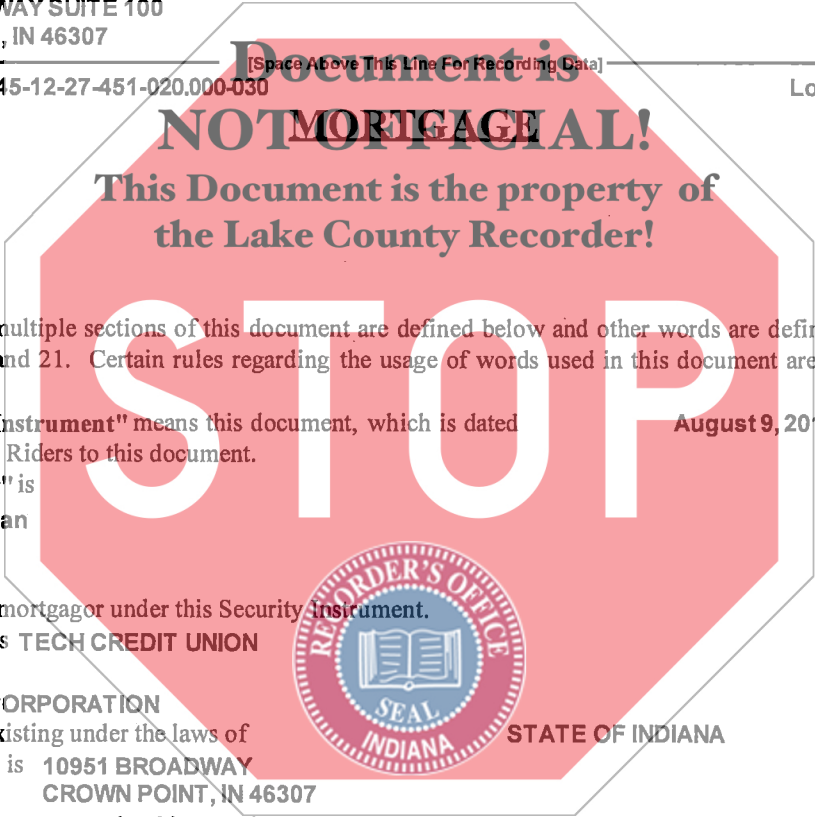 WAY SUITE 100
, IN 46307
[Space Above This Line For Recording Data]
45-12-27-451-020.000-030 Lo
Document is
NOT OFFICIAL!
MORTGAGE
This Document is the property of
the Lake County Recorder!
STOP
multiple sections of this document are defined below and other words are defin
and 21. Certain rules regarding the usage of words used in this document are
Instrument" means this document, which is dated August 9, 201
Riders to this document.
" is
an
mortgagor under this Security Instrument.
s TECH CREDIT UNION
ORPORATION
xisting under the laws of STATE OF INDIANA
is 10951 BROADWAY
CROWN POINT, IN 46307
RECORDER'S OFFICE
SEAL
INDIANA